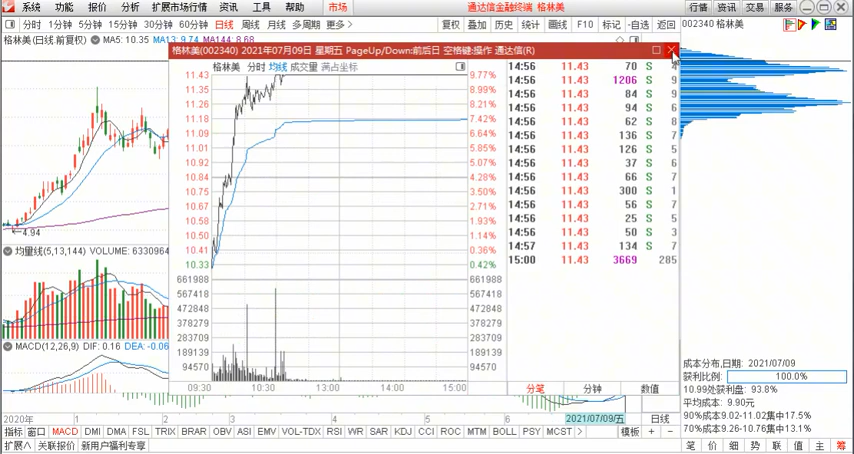 系统 功能 报价 分析 扩展市场行情 资讯 工具 帮助 市场 通达信金融终端 格林美 行情 资讯 交易 服务
分时 1分钟 5分钟 15分钟 30分钟 60分钟 日线 周线 月线 多周期 更多> 复权 叠加 历史 统计 画线 F10 标记 -自选 返回 002340 格林美
格林美(日线.前复权) MA5: 10.35 MA13: 9.74 MA144: 8.68
格林美(002340) 2021年07月09日 星期五 PageUp/Down:前后日 空格键:操作 通达信(R)
格林美 分时 均线 成交量 满占坐标
11.43 9.77% 14:56 11.43 70 S 4
11.35 8.95% 14:56 11.43 1206 S 9
11.26 8.19% 14:56 11.43 84 S 9
11.18 7.42% 14:56 11.43 94 S 6
14:56 11.43 62 S 8
11.09 6.64% 14:56 11.43 136 S 7
11.01 5.85% 14:56 11.43 126 S 5
10.92 5.07% 14:56 11.43 37 S 6
10.84 4.28% 14:56 11.43 66 S 7
10.75 3.50% 14:56 11.43 300 S 1
10.67 2.71% 14:56 11.43 56 S 7
10.58 1.93% 14:56 11.43 25 S 5
10.50 1.14% 14:56 11.43 50 S 3
10.41 0.36% 14:57 11.43 134 S 7
10.33 0.42% 15:00 11.43 3669 285
4.94
均量线(5,13,144) VOLUME: 6330964
661988 661988
567418 567418
472848 472848
378279 378279
283709 283709
189139 189139
94570 94570
MACD(12,26,9) DIF: 0.16 DEA: -0.06
09:30 10:30 13:00 14:00 15:00
分笔 分钟 数值
成本分布,日期: 2021/07/09
获利比例: 100.0%
10.99处获利盘: 93.8%
平均成本: 9.90元
90%成本9.02-11.02集中17.5%
70%成本9.26-10.76集中13.1%
2020年 1 2 3 5 6 2021/07/09/五 日线
指标 窗口 MACD DMI DMA FSL TRIX BRAR OBV ASI EMV VOL-TDX RSI WR SAR KDJ CCI ROC MTM BOLL PSY MCST > 模板 + −
扩展∧ 关联报价 新用户福利专享 笔 价 细 势 联 值 主 筹